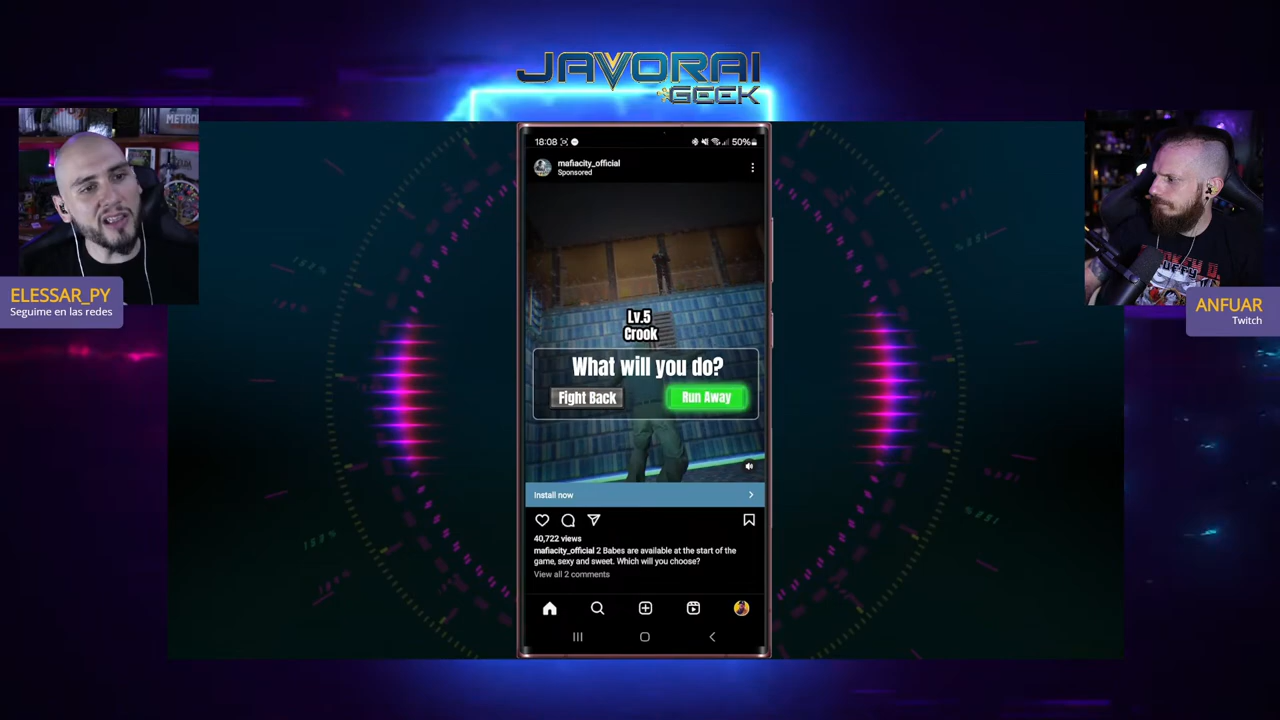 JAVORAI
GEEK
METRO
ELESSAR_PY
Seguime en las redes
ANFUAR
Twitch
18:08
50%
mafiacity_official
Sponsored
Lv.5
Crook
What will you do?
Fight Back
Run Away
Install now
40,722 views
mafiacity_official 2 Babes are available at the start of the
game, sexy and sweet. Which will you choose?
View all 2 comments